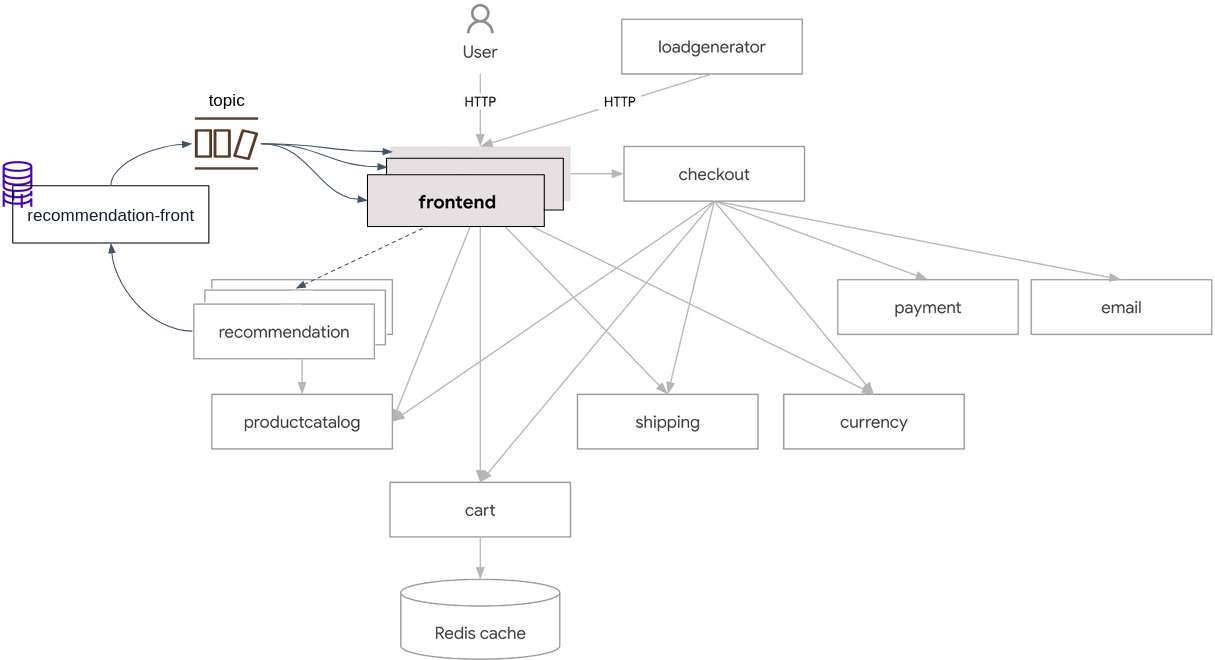 User
loadgenerator
HTTP
HTTP
topic
frontend
checkout
recommendation-front
recommendation
payment
email
productcatalog
shipping
currency
cart
Redis cache